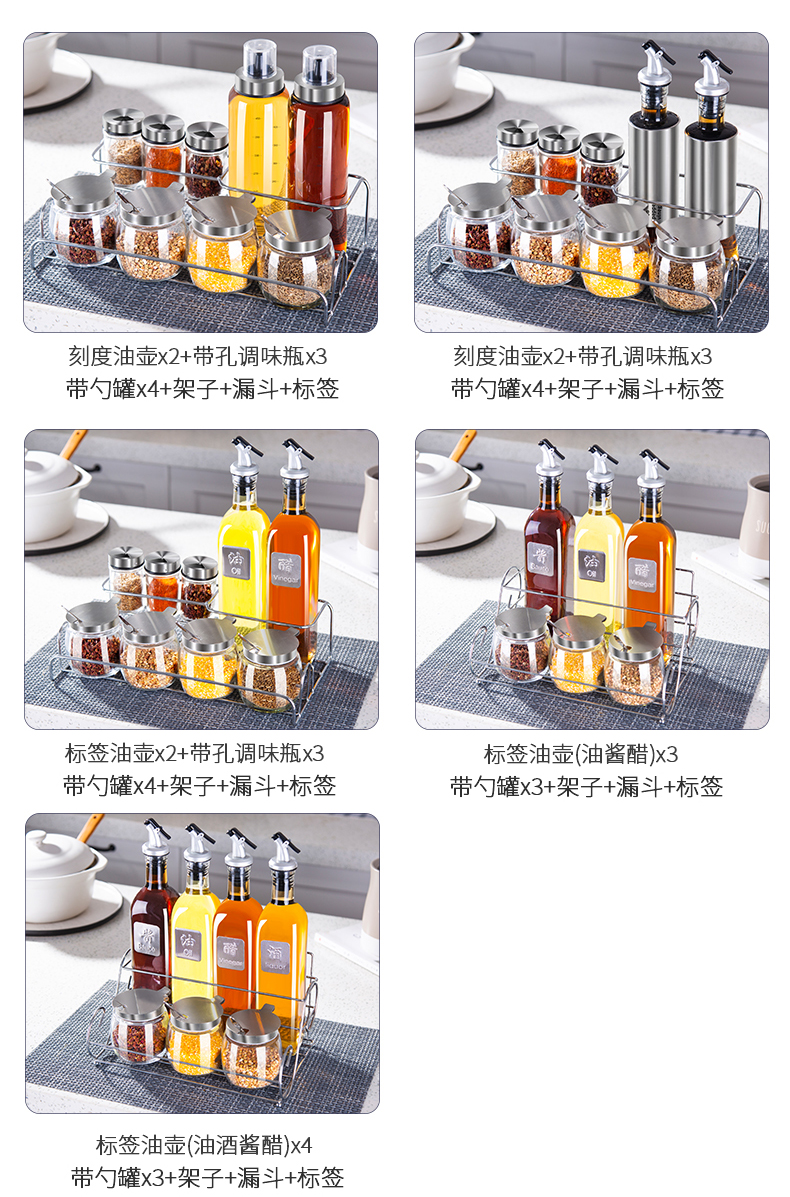 刻度油壶x2+带孔调味瓶x3
带勺罐x4+架子+漏斗+标签
刻度油壶x2+带孔调味瓶x3
带勺罐x4+架子+漏斗+标签
油
Oil
醋
Vinegar
酱
油
Oil
醋
Vinegar
标签油壶x2+带孔调味瓶x3
带勺罐x4+架子+漏斗+标签
标签油壶(油酱醋)x3
带勺罐x3+架子+漏斗+标签
酱
油
Oil
醋
Vinegar
酒
Liquor
标签油壶(油酒酱醋)x4
带勺罐x3+架子+漏斗+标签